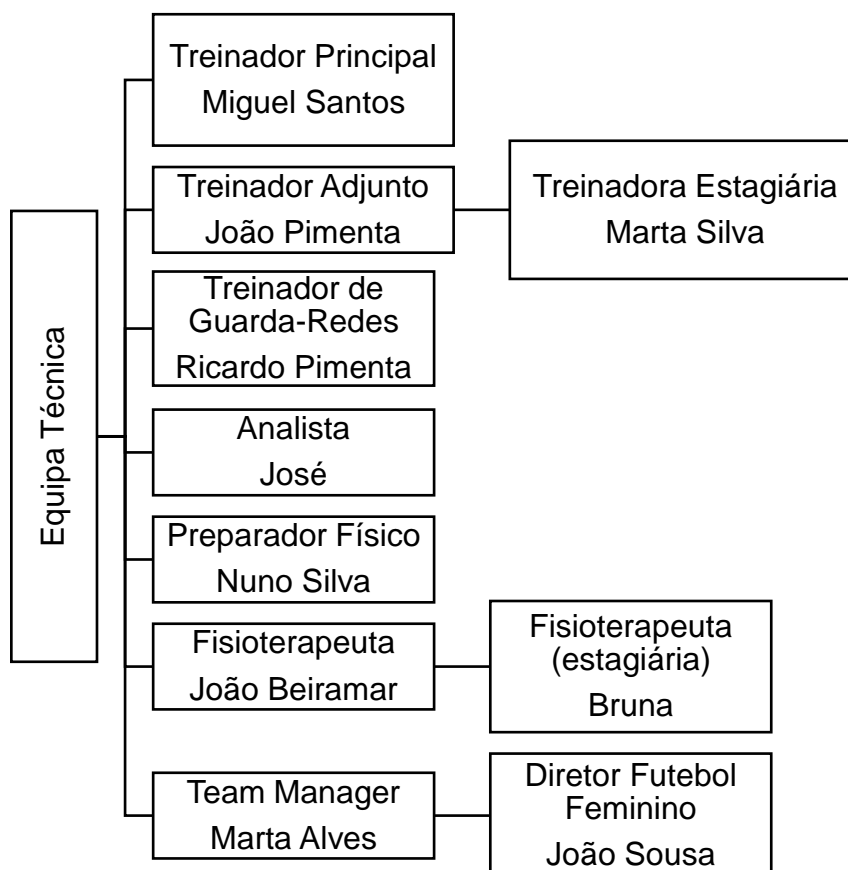 Equipa Técnica
Treinador Principal
Miguel Santos
Treinador Adjunto
João Pimenta
Treinadora Estagiária
Marta Silva
Treinador de
Guarda-Redes
Ricardo Pimenta
Analista
José
Preparador Físico
Nuno Silva
Fisioterapeuta
João Beiramar
Fisioterapeuta
(estagiária)
Bruna
Team Manager
Marta Alves
Diretor Futebol
Feminino
João Sousa